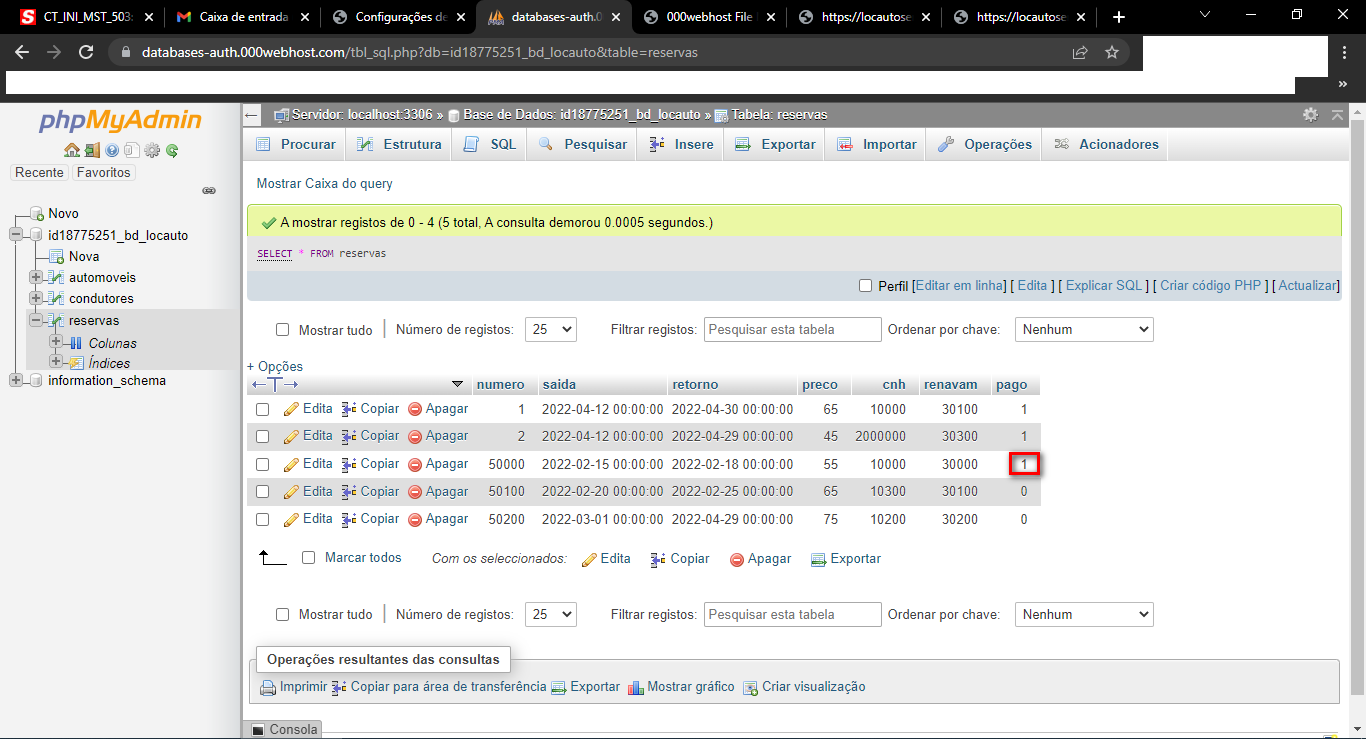 CT_INI_MST_503
Caixa de entrada
Configurações de
databases-auth.0
000webhost File
https://locautose
https://locautose
databases-auth.000webhost.com/tbl_sql.php?db=id18775251_bd_locauto&table=reservas
phpMyAdmin
Recente Favoritos
Novo
id18775251_bd_locauto
Nova
automoveis
condutores
reservas
Colunas
Índices
information_schema
Servidor: localhost:3306 » Base de Dados: id18775251_bd_locauto » Tabela: reservas
Procurar Estrutura SQL Pesquisar Insere Exportar Importar Operações Acionadores
Mostrar Caixa do query
A mostrar registos de 0 - 4 (5 total, A consulta demorou 0.0005 segundos.)
SELECT * FROM reservas
Perfil [Editar em linha] [ Edita ] [ Explicar SQL ] [ Criar código PHP ] [ Actualizar]
Mostrar tudo | Número de registos: 25 Filtrar registos: Pesquisar esta tabela Ordenar por chave: Nenhum
+ Opções
←T→ numero saida retorno preco cnh renavam pago
Edita Copiar Apagar 1 2022-04-12 00:00:00 2022-04-30 00:00:00 65 10000 30100 1
Edita Copiar Apagar 2 2022-04-12 00:00:00 2022-04-29 00:00:00 45 2000000 30300 1
Edita Copiar Apagar 50000 2022-02-15 00:00:00 2022-02-18 00:00:00 55 10000 30000 1
Edita Copiar Apagar 50100 2022-02-20 00:00:00 2022-02-25 00:00:00 65 10300 30100 0
Edita Copiar Apagar 50200 2022-03-01 00:00:00 2022-04-29 00:00:00 75 10200 30200 0
Marcar todos Com os seleccionados: Edita Copiar Apagar Exportar
Mostrar tudo | Número de registos: 25 Filtrar registos: Pesquisar esta tabela Ordenar por chave: Nenhum
Operações resultantes das consultas
Imprimir Copiar para área de transferência Exportar Mostrar gráfico Criar visualização
Consola